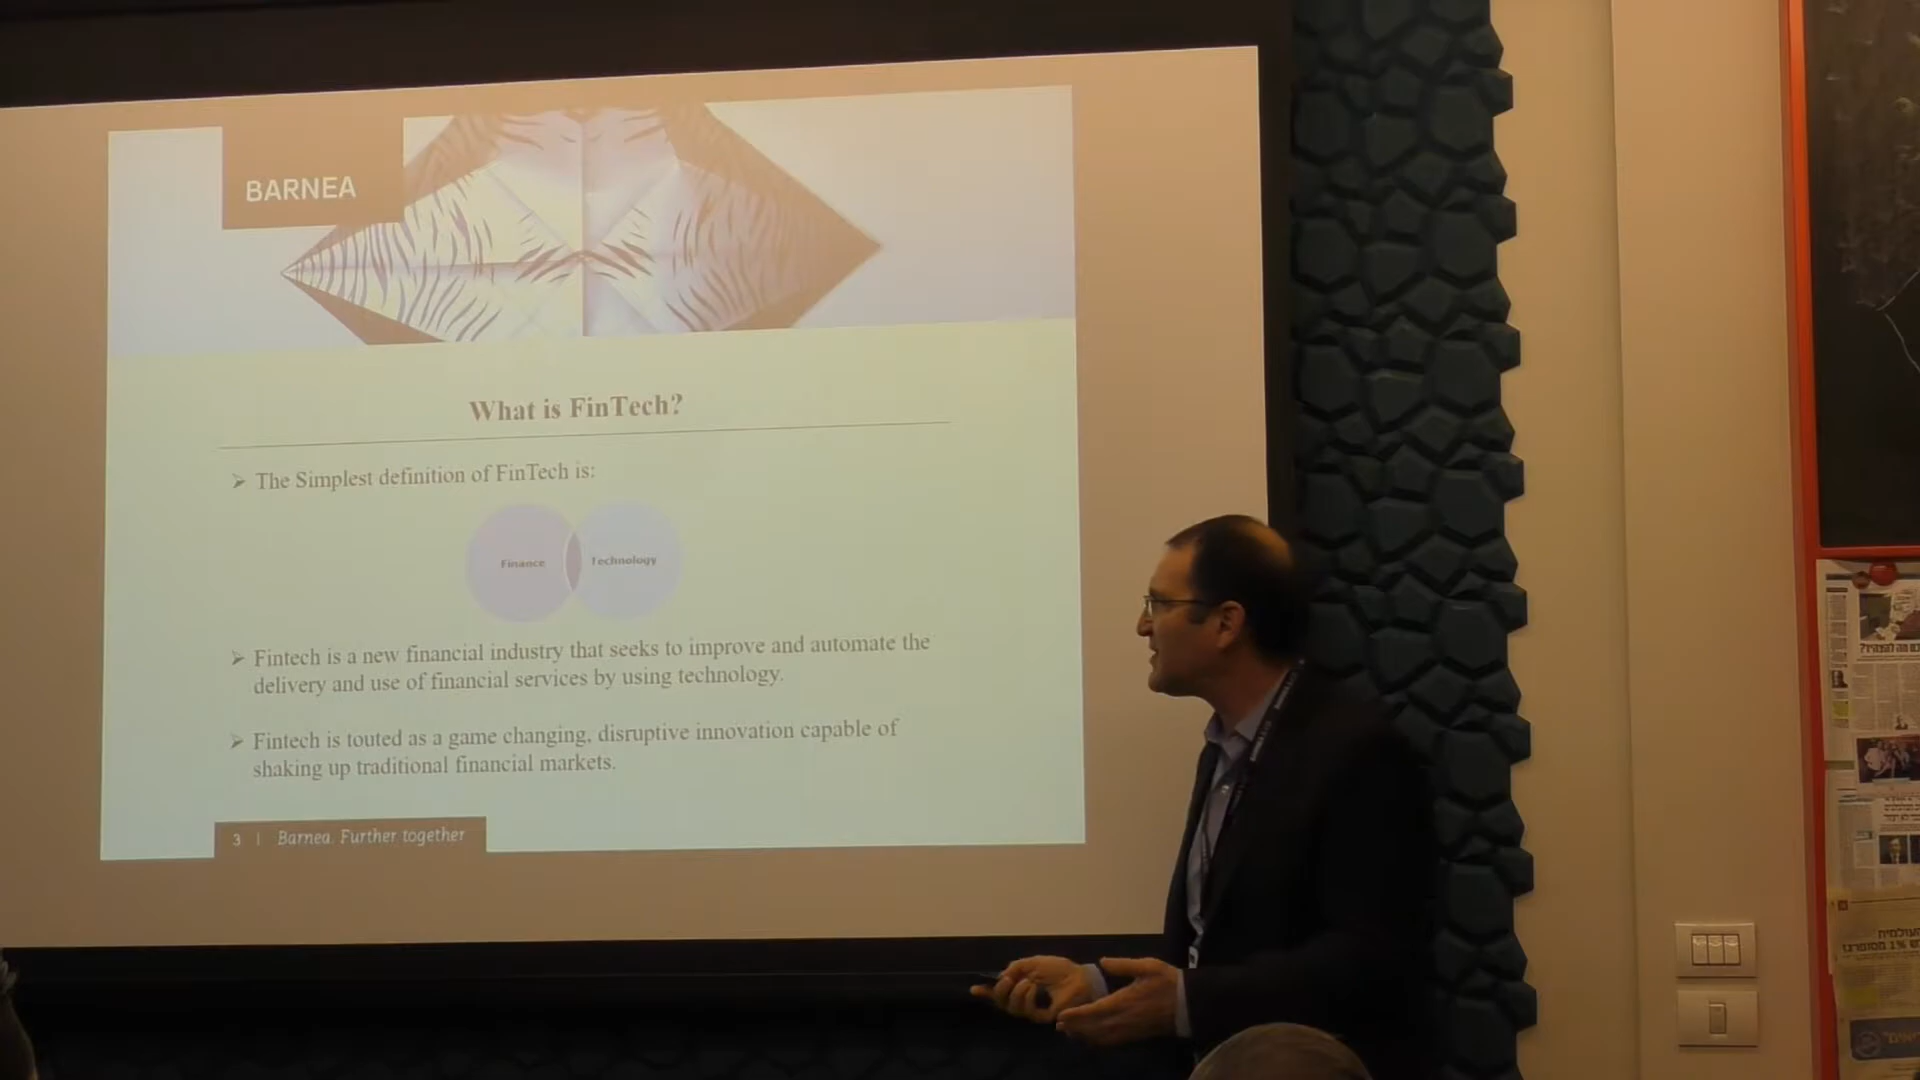 BARNEA
What is FinTech?
➢ The Simplest definition of FinTech is:
Finance
Technology
➢ Fintech is a new financial industry that seeks to improve and automate the
delivery and use of financial services by using technology.
➢ Fintech is touted as a game changing, disruptive innovation capable of
shaking up traditional financial markets.
3 | Barnea. Further together